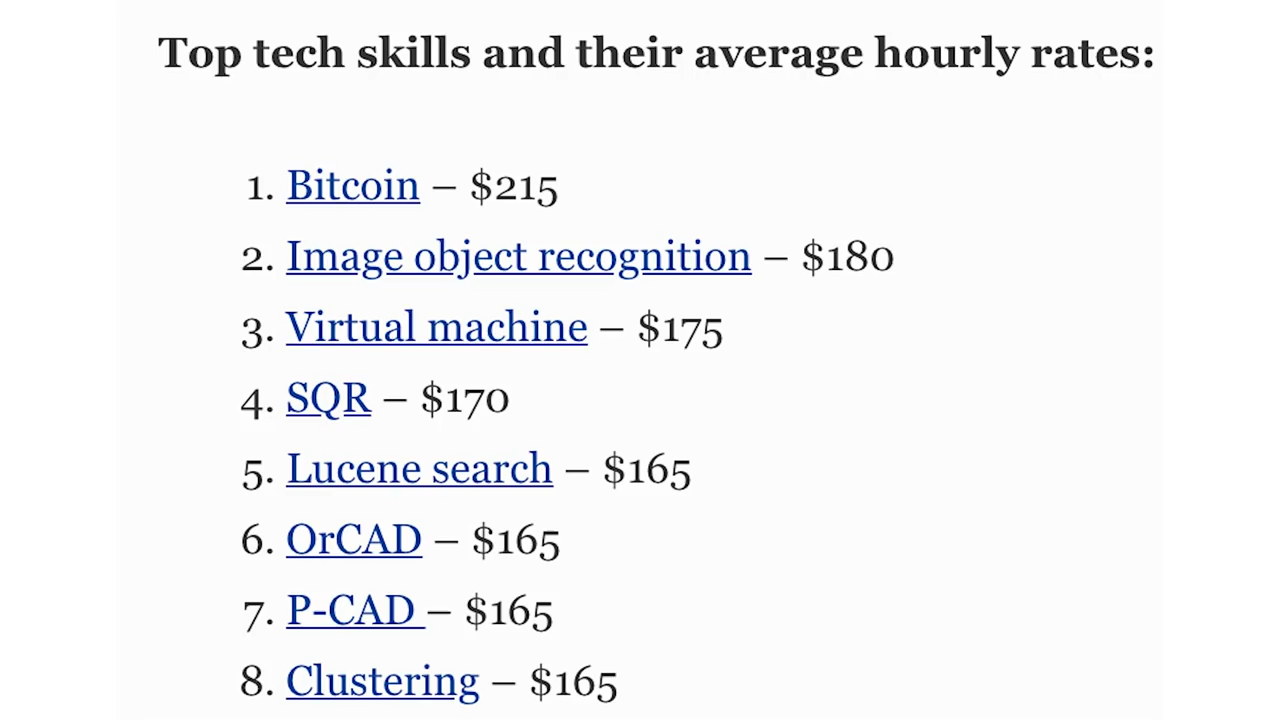 Top tech skills and their average hourly rates:
1. Bitcoin – $215
2. Image object recognition – $180
3. Virtual machine – $175
4. SQR – $170
5. Lucene search – $165
6. OrCAD – $165
7. P-CAD – $165
8. Clustering – $165